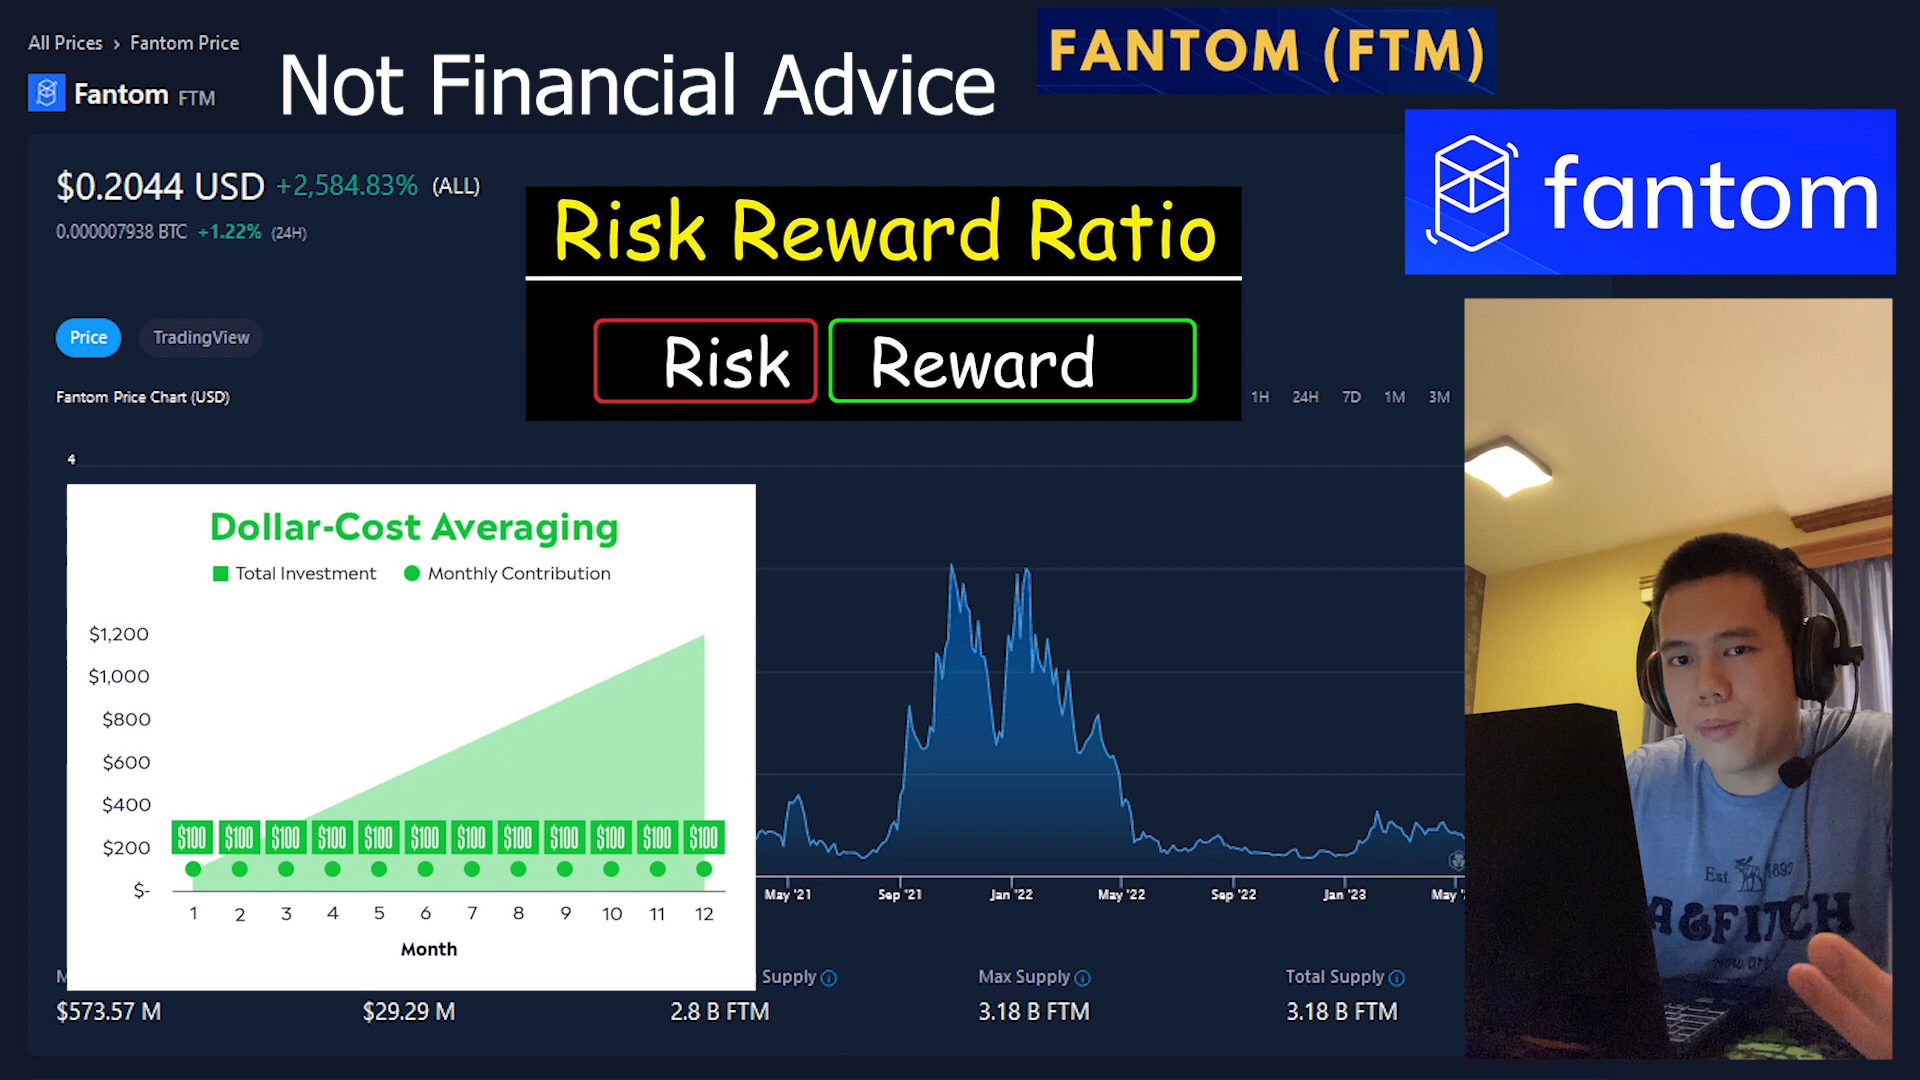 All Prices › Fantom Price
Fantom FTM
Not Financial Advice
FANTOM (FTM)
fantom
$0.2044 USD +2,584.83% (ALL)
0.000007938 BTC +1.22% (24H)
Risk Reward Ratio
Risk Reward
Price TradingView
Fantom Price Chart (USD)
1H 24H 7D 1M 3M
4
Dollar-Cost Averaging
Total Investment Monthly Contribution
$1,200
$1,000
$800
$600
$400
$200
$-
$100 $100 $100 $100 $100 $100 $100 $100 $100 $100 $100 $100
1 2 3 4 5 6 7 8 9 10 11 12
Month
May '21 Sep '21 Jan '22 May '22 Sep '22 Jan '23 May '
Supply Max Supply Total Supply
$573.57 M $29.29 M 2.8 B FTM 3.18 B FTM 3.18 B FTM
Est. 1892
A&FITCH